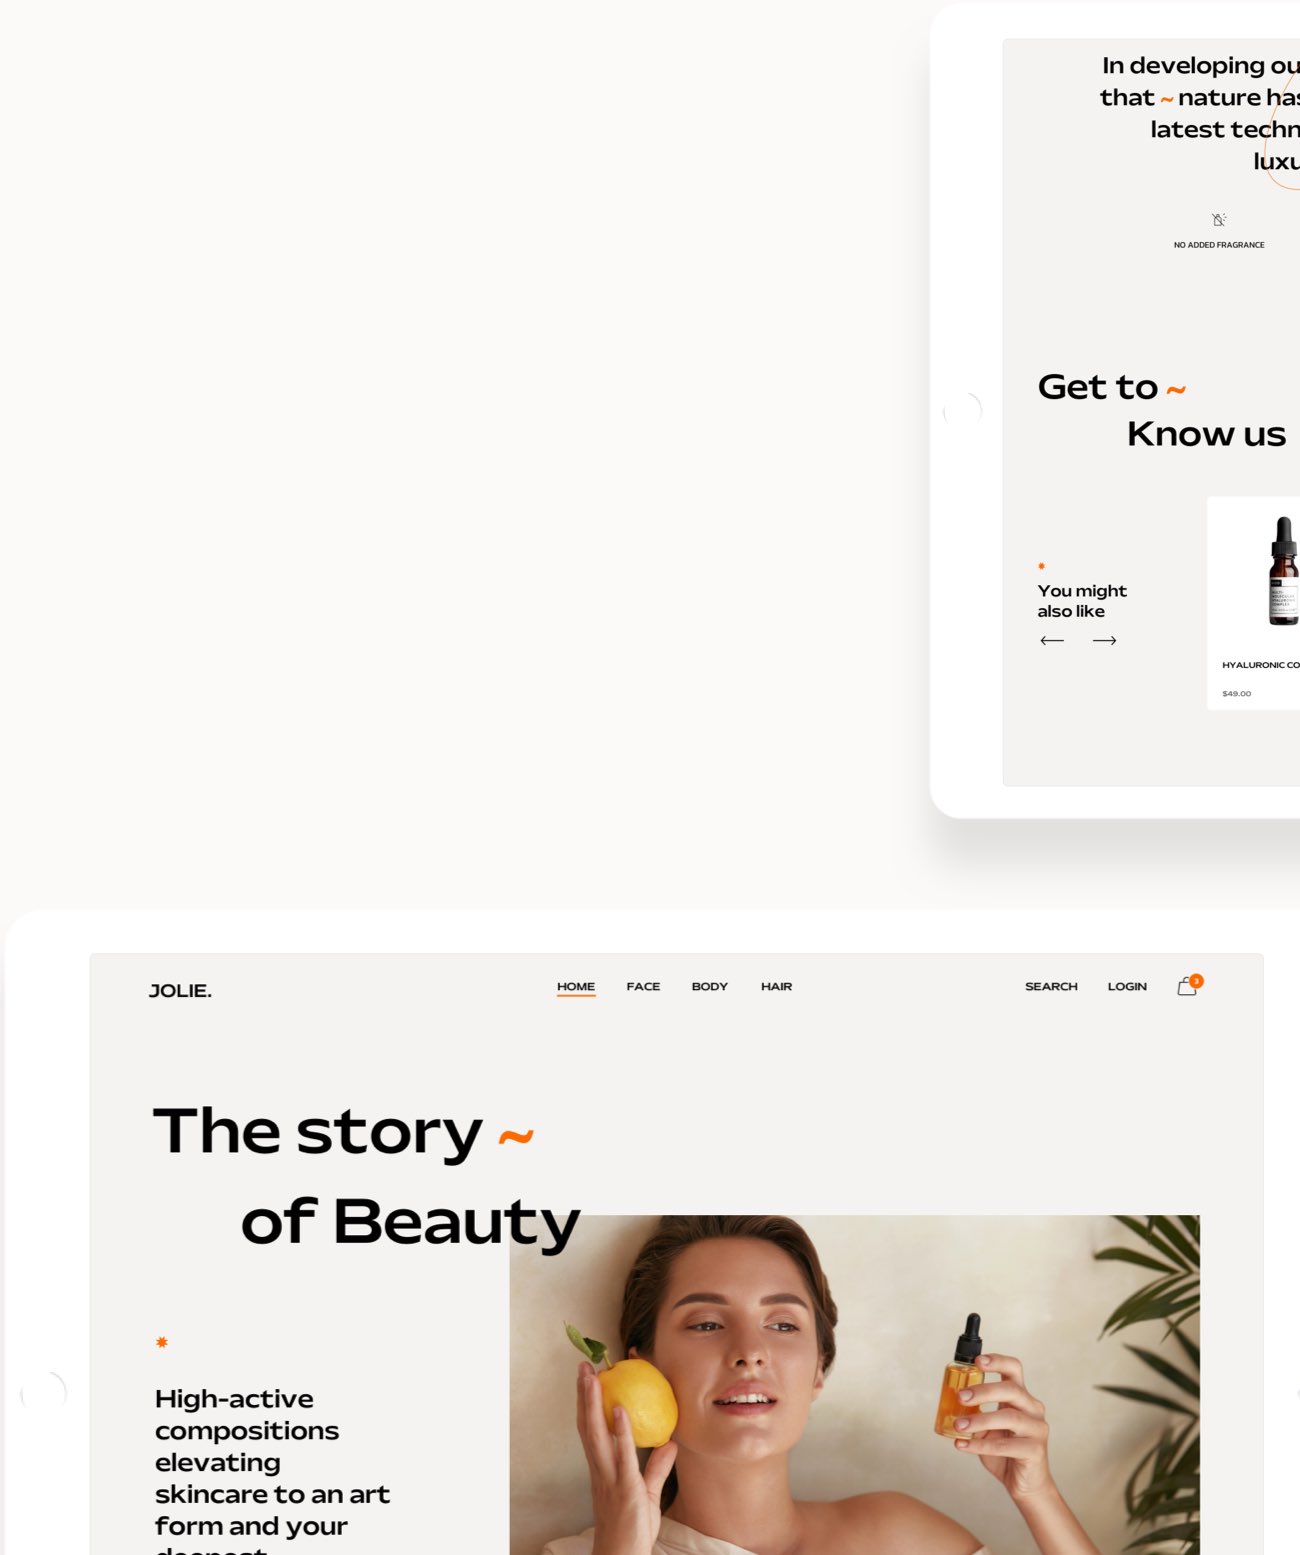 In developing ou
that ~ nature has
latest techn
luxu
NO ADDED FRAGRANCE
Get to ~
Know us
You might
also like
HYALURONIC CO
$49.00
JOLIE.
HOME FACE BODY HAIR
SEARCH LOGIN 3
The story ~
of Beauty
High-active
compositions
elevating
skincare to an art
form and your
deepest